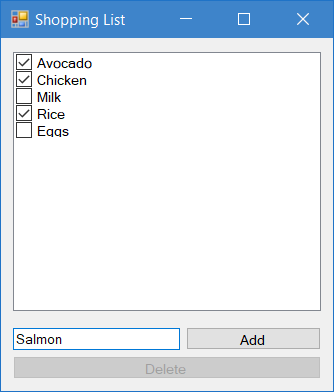 Shopping List
Avocado
Chicken
Milk
Rice
Eggs
Salmon
Add
Delete